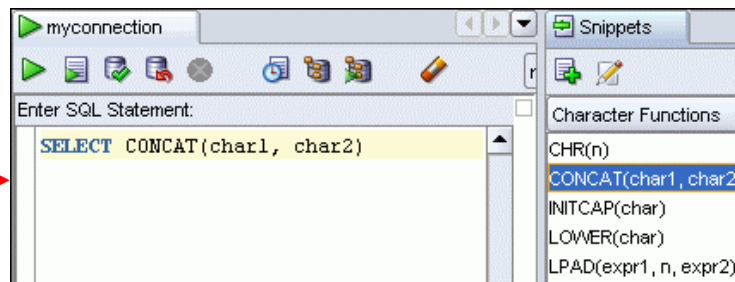 myconnection
Enter SQL Statement:
SELECT CONCAT(char1, char2)
Snippets
Character Functions
CHR(n)
CONCAT(char1, char2
INITCAP(char)
LOWER(char)
LPAD(expr1, n, expr2)